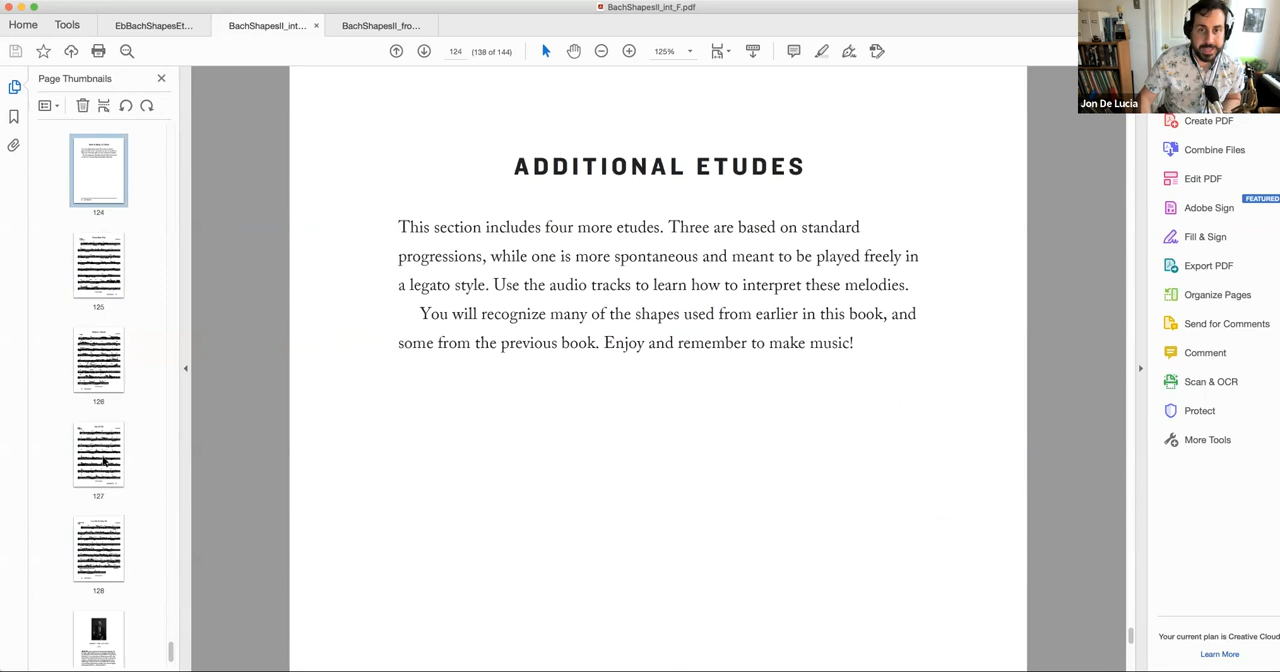 BachShapesII_int_F.pdf
Home
Tools
EbBachShapesEt...
BachShapesII_int...
BachShapesII_fro...
124
(138 of 144)
125%
Page Thumbnails
124
125
126
127
128
ADDITIONAL ETUDES
This section includes four more etudes. Three are based on standard
progressions, while one is more spontaneous and meant to be played freely in
a legato style. Use the audio tracks to learn how to interpret these melodies.
You will recognize many of the shapes used from earlier in this book, and
some from the previous book. Enjoy and remember to make music!
Jon De Lucia
Create PDF
Combine Files
Edit PDF
FEATURED
Adobe Sign
Fill & Sign
Export PDF
Organize Pages
Send for Comments
Comment
Scan & OCR
Protect
More Tools
Your current plan is Creative Cloud
Learn More